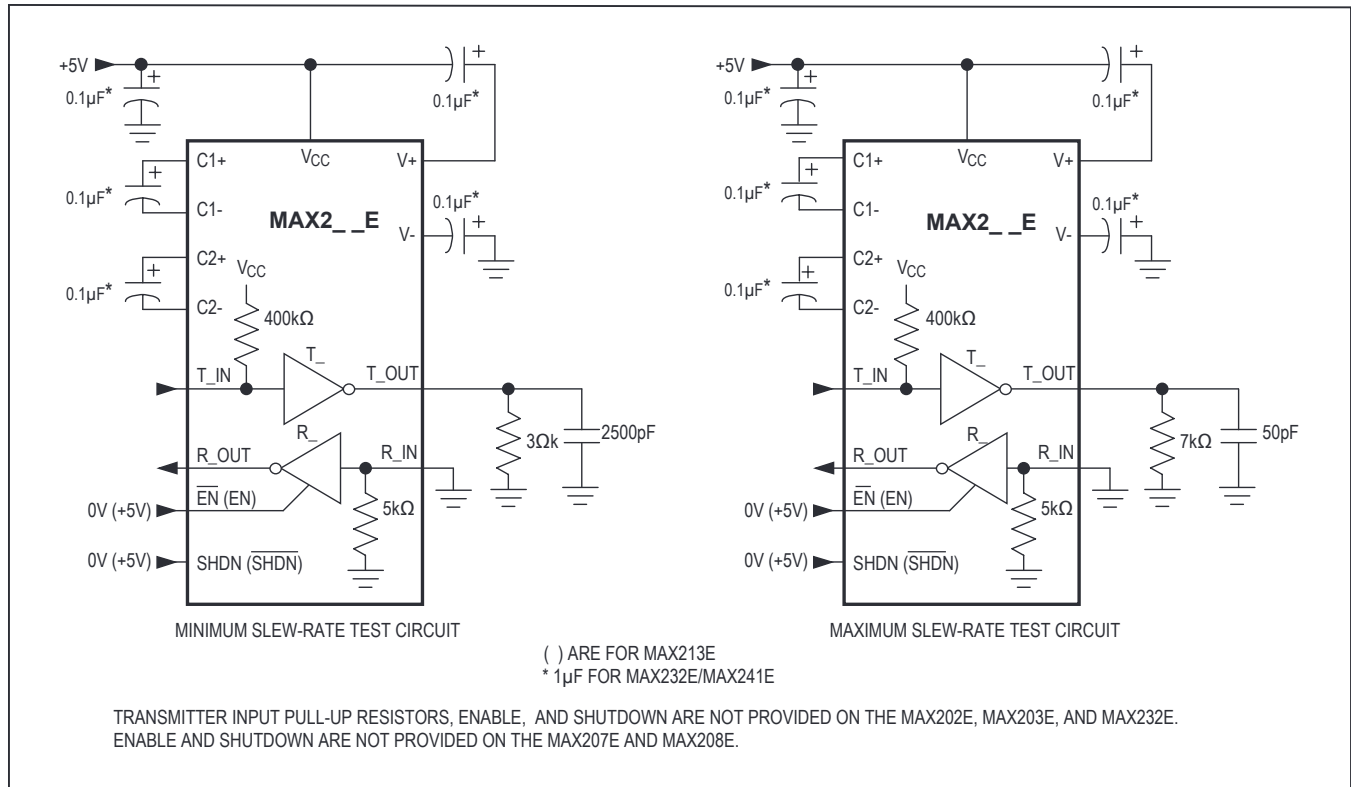 +5V
+
0.1µF*
+
0.1µF*
C1+
VCC
V+
+
0.1µF*
C1-
MAX2_ _E
0.1µF*
+
V-
C2+
+
0.1µF*
C2-
VCC
400kΩ
T_IN
T_
T_OUT
3Ωk
2500pF
R_OUT
R_
R_IN
0V (+5V)
EN (EN)
5kΩ
0V (+5V)
SHDN (SHDN)
MINIMUM SLEW-RATE TEST CIRCUIT
+5V
+
0.1µF*
+
0.1µF*
C1+
VCC
V+
+
0.1µF*
C1-
MAX2_ _E
0.1µF*
+
V-
C2+
+
0.1µF*
C2-
VCC
400kΩ
T_IN
T_
T_OUT
7kΩ
50pF
R_OUT
R_
R_IN
0V (+5V)
EN (EN)
5kΩ
0V (+5V)
SHDN (SHDN)
MAXIMUM SLEW-RATE TEST CIRCUIT
( ) ARE FOR MAX213E
* 1µF FOR MAX232E/MAX241E
TRANSMITTER INPUT PULL-UP RESISTORS, ENABLE, AND SHUTDOWN ARE NOT PROVIDED ON THE MAX202E, MAX203E, AND MAX232E.
ENABLE AND SHUTDOWN ARE NOT PROVIDED ON THE MAX207E AND MAX208E.